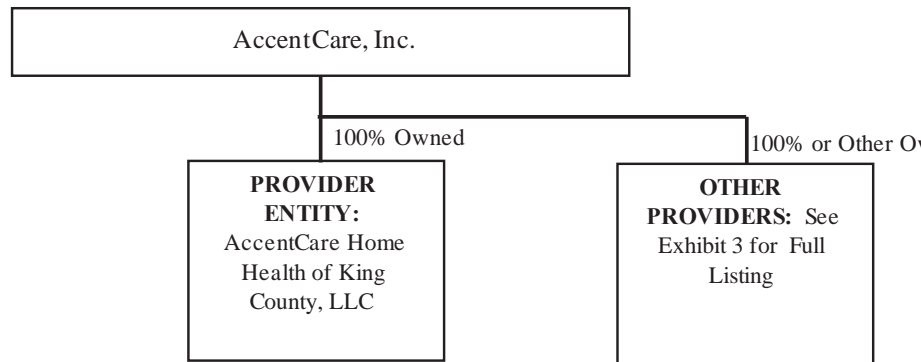 AccentCare, Inc.
100% Owned
100% or Other Ow
PROVIDER
ENTITY:
AccentCare Home
Health of King
County, LLC
OTHER
PROVIDERS: See
Exhibit 3 for Full
Listing